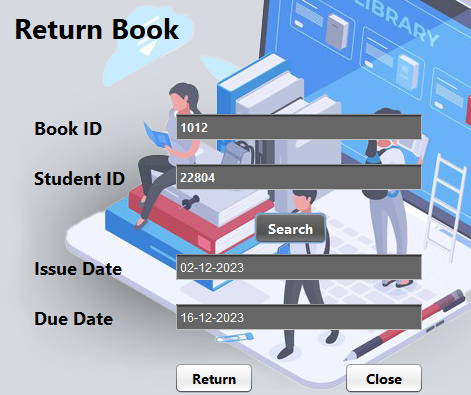 Return Book
LIBRARY
Book ID 1012
Student ID 22804
Search
Issue Date 02-12-2023
Due Date 16-12-2023
Return Close